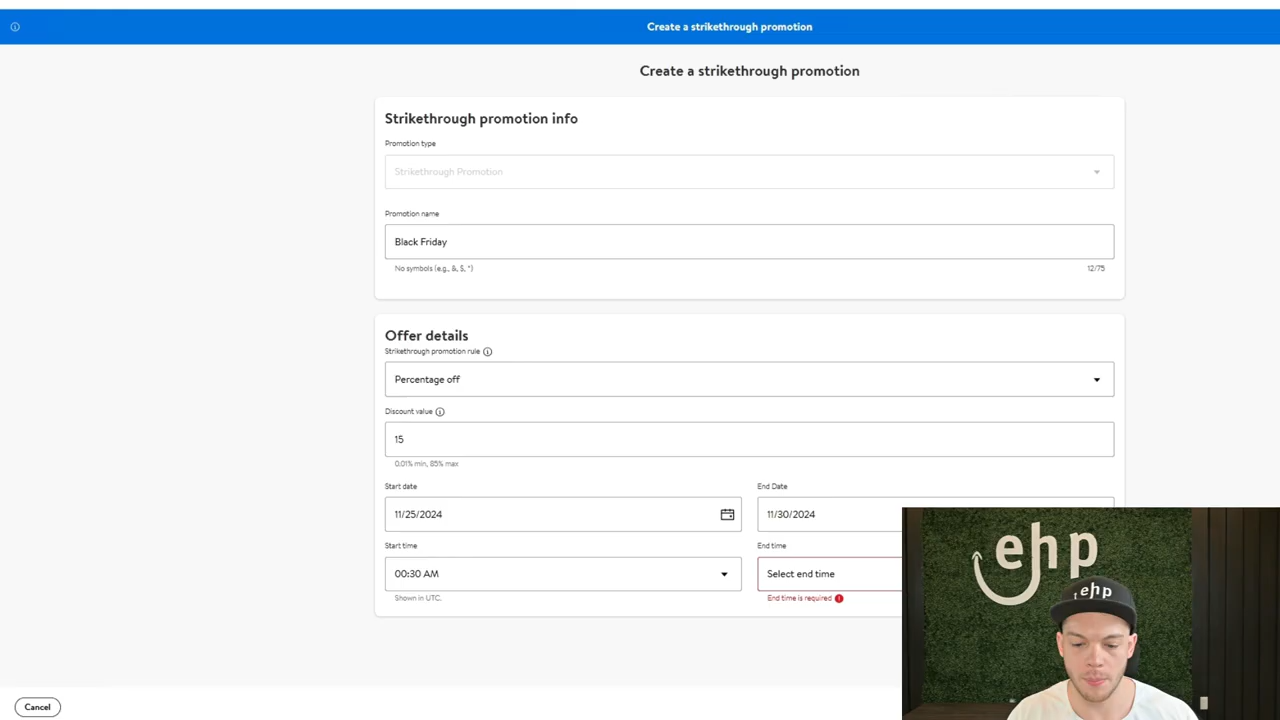 Create a strikethrough promotion
Create a strikethrough promotion
Strikethrough promotion info
Promotion type
Strikethrough Promotion
Promotion name
Black Friday
No symbols (e.g., &, $, *)
12/75
Offer details
Strikethrough promotion rule
Percentage off
Discount value
15
0.01% min, 85% max
Start date
End Date
11/25/2024
11/30/2024
Start time
End time
00:30 AM
Select end time
Shown in UTC.
End time is required
ehp
ehp
Cancel